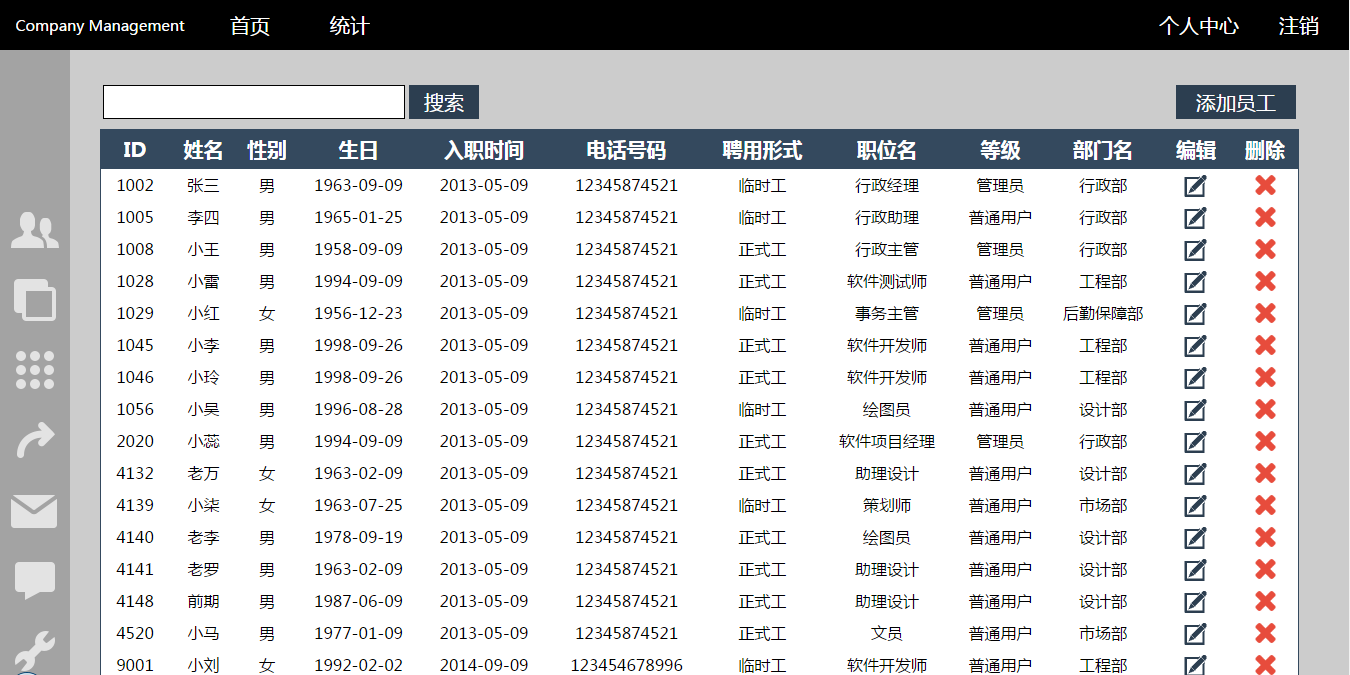 Company Management 首页 统计 个人中心 注销
搜索 添加员工
ID 姓名 性别 生日 入职时间 电话号码 聘用形式 职位名 等级 部门名 编辑 删除
1002 张三 男 1963-09-09 2013-05-09 12345874521 临时工 行政经理 管理员 行政部
1005 李四 男 1965-01-25 2013-05-09 12345874521 临时工 行政助理 普通用户 行政部
1008 小王 男 1958-09-09 2013-05-09 12345874521 正式工 行政主管 管理员 行政部
1028 小雷 男 1994-09-09 2013-05-09 12345874521 正式工 软件测试师 普通用户 工程部
1029 小红 女 1956-12-23 2013-05-09 12345874521 临时工 事务主管 管理员 后勤保障部
1045 小李 男 1998-09-26 2013-05-09 12345874521 正式工 软件开发师 普通用户 工程部
1046 小玲 男 1998-09-26 2013-05-09 12345874521 正式工 软件开发师 普通用户 工程部
1056 小吴 男 1996-08-28 2013-05-09 12345874521 临时工 绘图员 普通用户 设计部
2020 小蕊 男 1994-09-09 2013-05-09 12345874521 正式工 软件项目经理 管理员 行政部
4132 老万 女 1963-02-09 2013-05-09 12345874521 正式工 助理设计 普通用户 设计部
4139 小柒 女 1963-07-25 2013-05-09 12345874521 临时工 策划师 普通用户 市场部
4140 老李 男 1978-09-19 2013-05-09 12345874521 正式工 绘图员 普通用户 设计部
4141 老罗 男 1963-02-09 2013-05-09 12345874521 正式工 助理设计 普通用户 设计部
4148 前期 男 1987-06-09 2013-05-09 12345874521 正式工 助理设计 普通用户 设计部
4520 小马 男 1977-01-09 2013-05-09 12345874521 正式工 文员 普通用户 市场部
9001 小刘 女 1992-02-02 2014-09-09 123454678996 临时工 软件开发师 普通用户 工程部